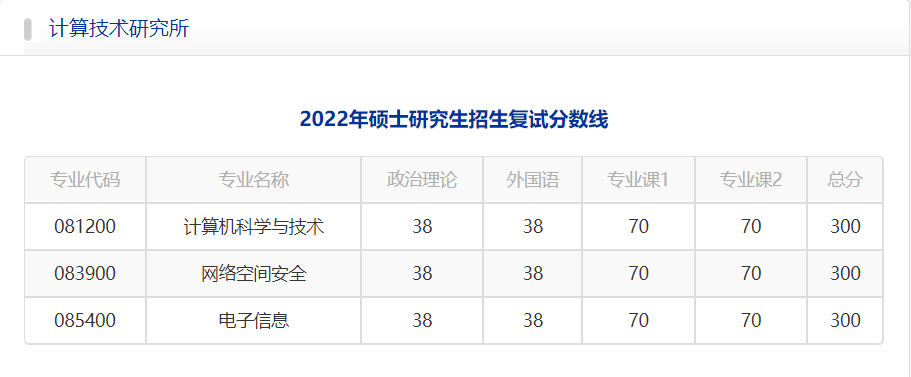 计算技术研究所
2022年硕士研究生招生复试分数线
专业代码 专业名称 政治理论 外国语 专业课1 专业课2 总分
081200 计算机科学与技术 38 38 70 70 300
083900 网络空间安全 38 38 70 70 300
085400 电子信息 38 38 70 70 300